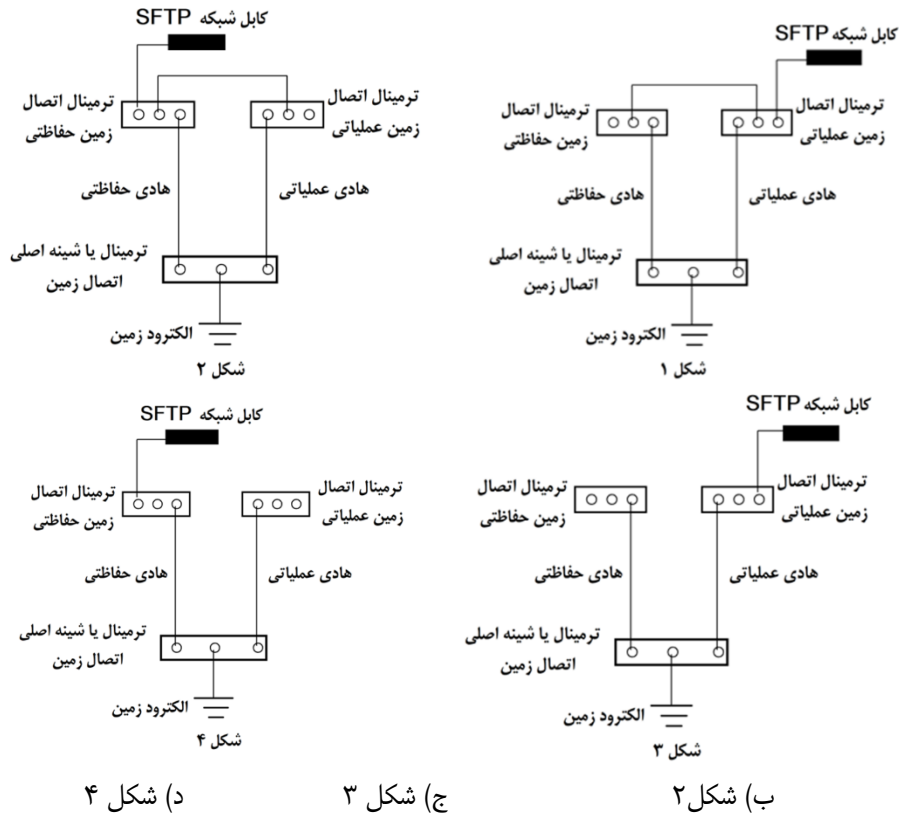 کابل شبکه SFTP
ترمینال اتصال
زمین حفاظتی
ترمینال اتصال
زمین عملیاتی
هادی حفاظتی
هادی عملیاتی
ترمینال یا شینه اصلی
اتصال زمین
الکترود زمین
شکل ۱
کابل شبکه SFTP
ترمینال اتصال
زمین حفاظتی
ترمینال اتصال
زمین عملیاتی
هادی حفاظتی
هادی عملیاتی
ترمینال یا شینه اصلی
اتصال زمین
الکترود زمین
شکل ۲
کابل شبکه SFTP
ترمینال اتصال
زمین حفاظتی
ترمینال اتصال
زمین عملیاتی
هادی حفاظتی
هادی عملیاتی
ترمینال یا شینه اصلی
اتصال زمین
الکترود زمین
شکل ۳
کابل شبکه SFTP
ترمینال اتصال
زمین حفاظتی
ترمینال اتصال
زمین عملیاتی
هادی حفاظتی
هادی عملیاتی
ترمینال یا شینه اصلی
اتصال زمین
الکترود زمین
شکل ۴
ب) شکل۲ ج) شکل ۳ د) شکل ۴